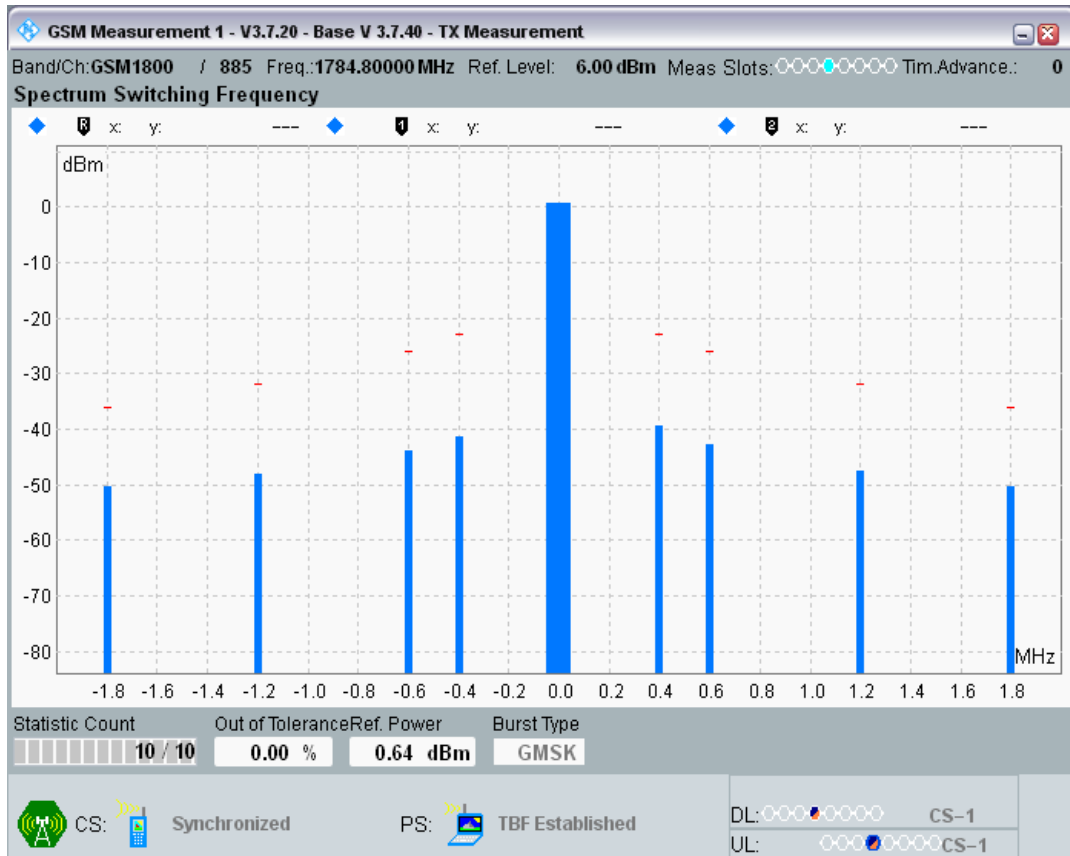 GSM Measurement 1 - V3.7.20 - Base V 3.7.40 - TX Measurement
Band/Ch:GSM1800 / 885 Freq.:1784.80000 MHz Ref. Level: 6.00 dBm Meas Slots: Tim.Advance.: 0
Spectrum Switching Frequency
R x: y: --- 1 x: y: --- 2 x: y: ---
dBm
0
-10
-20
-30
-40
-50
-60
-70
-80
MHz
-1.8 -1.6 -1.4 -1.2 -1.0 -0.8 -0.6 -0.4 -0.2 0.0 0.2 0.4 0.6 0.8 1.0 1.2 1.4 1.6 1.8
Statistic Count Out of Tolerance Ref. Power Burst Type
10 / 10 0.00 % 0.64 dBm GMSK
CS: Synchronized PS: TBF Established
DL: CS-1
UL: CS-1